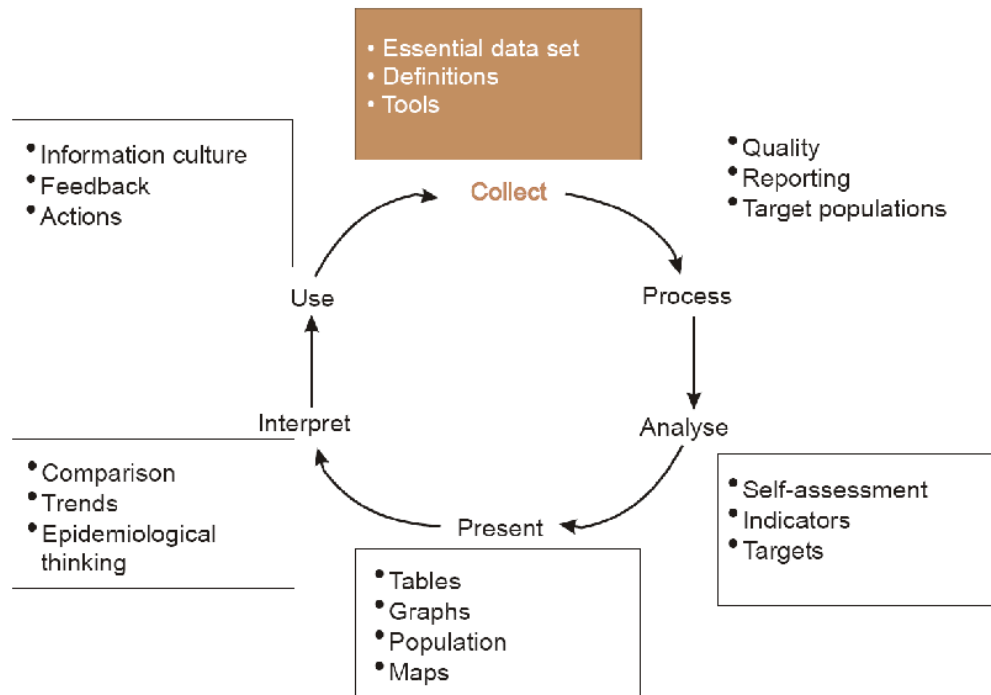 • Essential data set
• Definitions
• Tools
• Information culture
• Feedback
• Actions
Collect
• Quality
• Reporting
• Target populations
Use
Process
Interpret
Analyse
• Comparison
• Trends
• Epidemiological
thinking
Present
• Self-assessment
• Indicators
• Targets
• Tables
• Graphs
• Population
• Maps